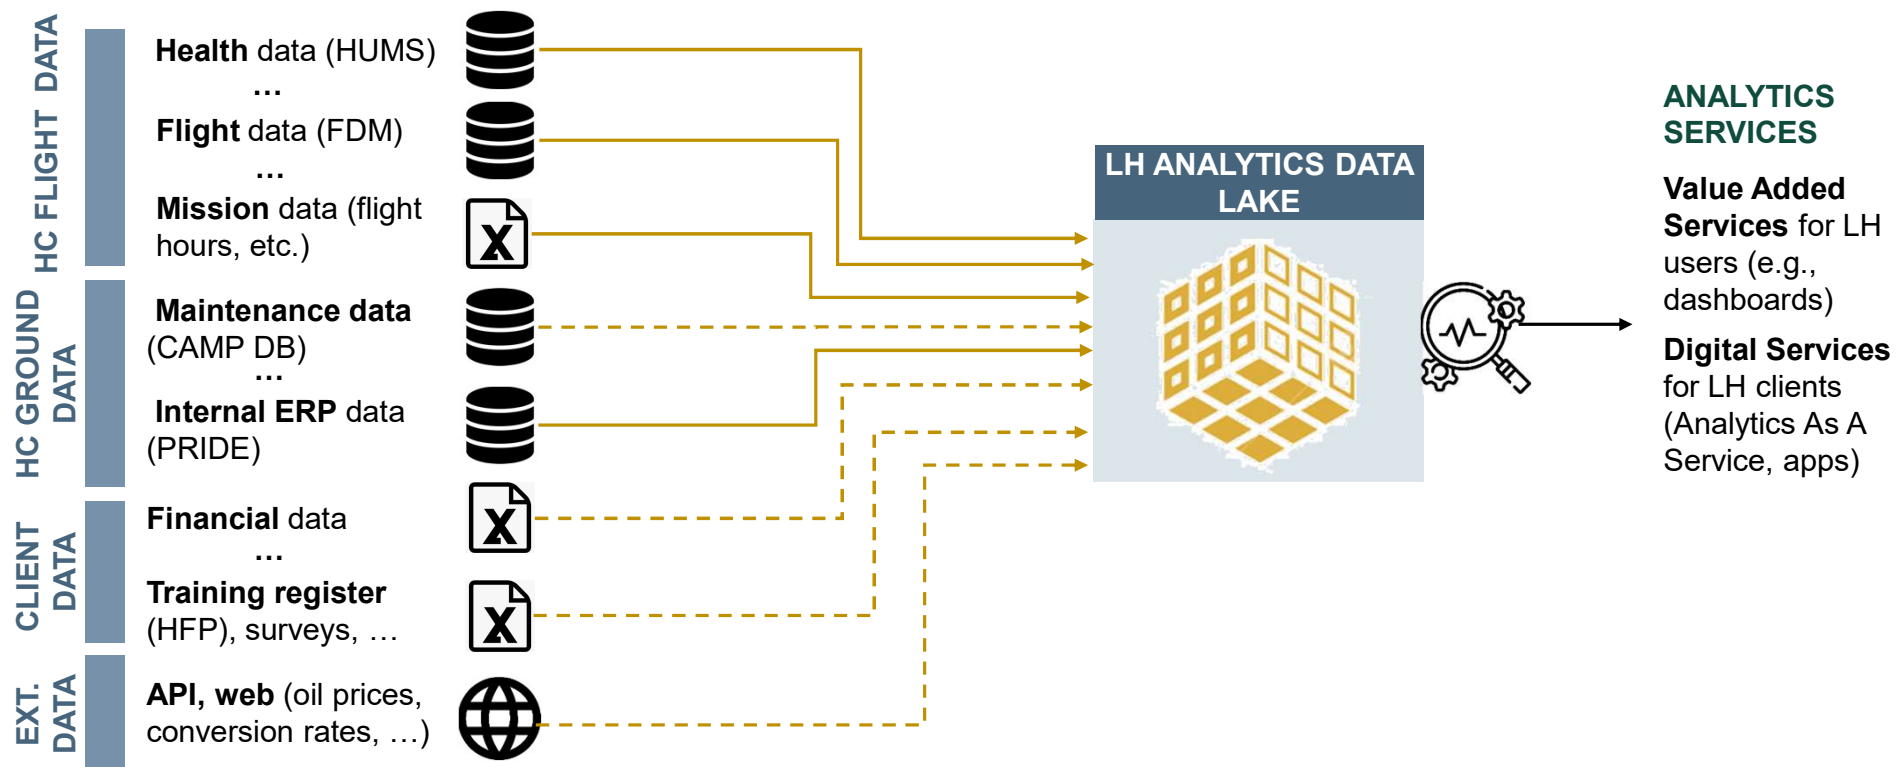 HC FLIGHT DATA
Health data (HUMS)
...
Flight data (FDM)
...
Mission data (flight
hours, etc.)
HC GROUND
DATA
Maintenance data
(CAMP DB)
...
Internal ERP data
(PRIDE)
CLIENT
DATA
Financial data
...
Training register
(HFP), surveys, ...
EXT.
DATA
API, web (oil prices,
conversion rates, ...)
X
X
X
LH ANALYTICS DATA
LAKE
ANALYTICS
SERVICES
Value Added
Services for LH
users (e.g.,
dashboards)
Digital Services
for LH clients
(Analytics As A
Service, apps)